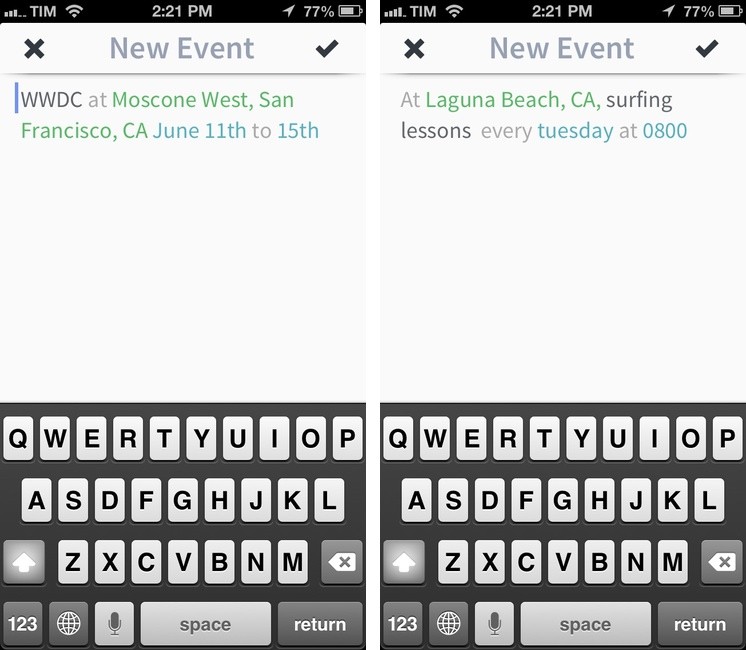 TIM 2:21 PM 77%
New Event
WWDC at Moscone West, San
Francisco, CA June 11th to 15th
Q W E R T Y U I O P
A S D F G H J K L
Z X C V B N M
123 space return
TIM 2:21 PM 77%
New Event
At Laguna Beach, CA, surfing
lessons every tuesday at 0800
Q W E R T Y U I O P
A S D F G H J K L
Z X C V B N M
123 space return